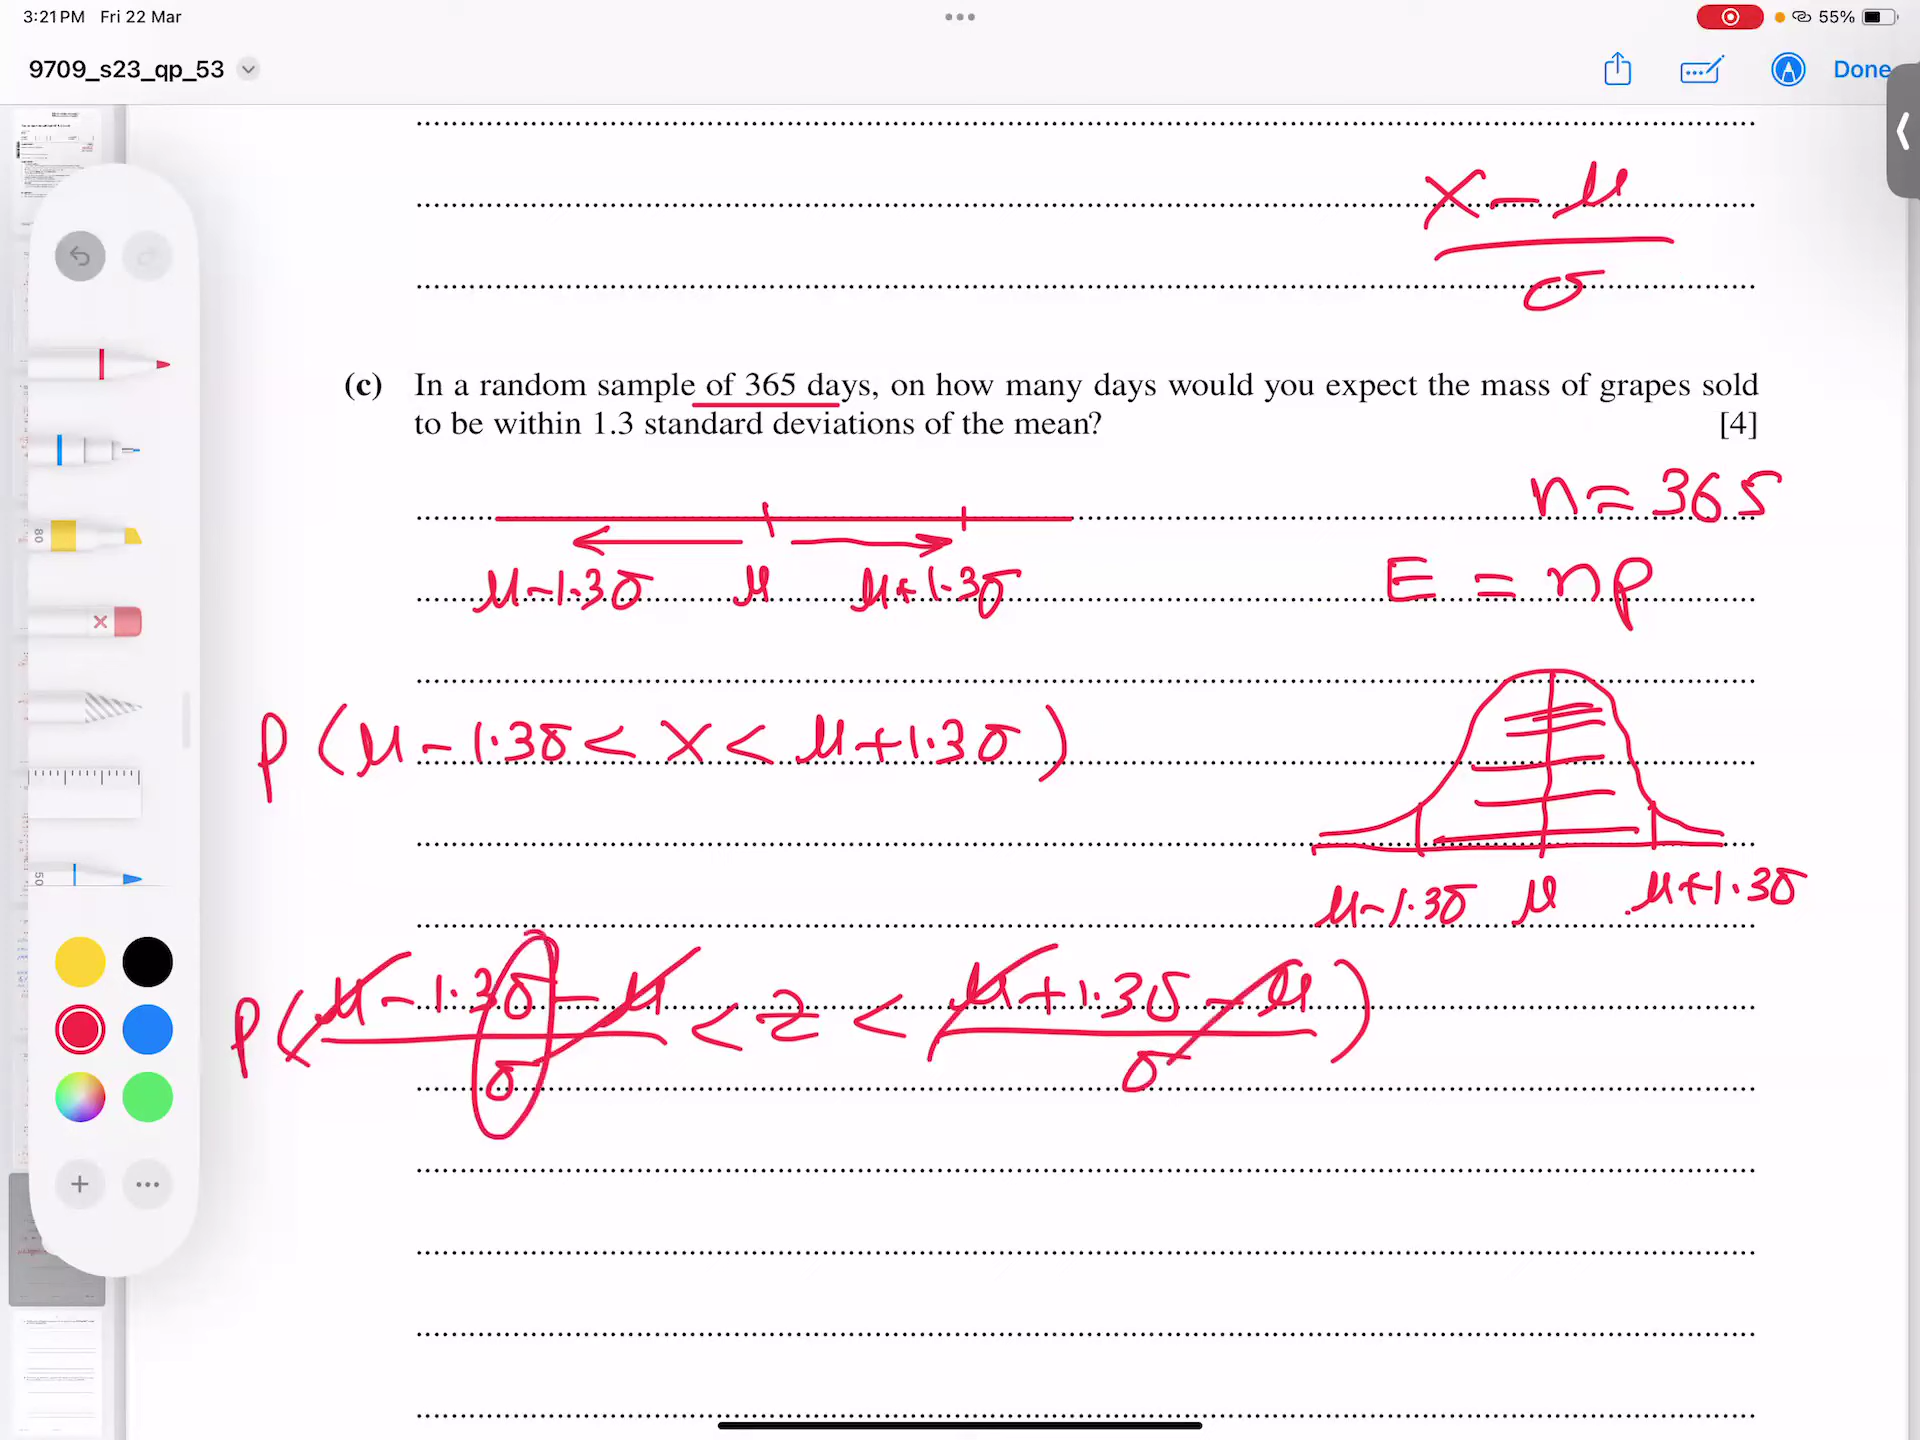 3:21 PM Fri 22 Mar
55%
9709_s23_qp_53
Done
X − μ
σ
(c) In a random sample of 365 days, on how many days would you expect the mass of grapes sold
to be within 1.3 standard deviations of the mean? [4]
n = 365
μ − 1.3σ μ μ + 1.3σ
E = np
P ( μ − 1.3σ < X < μ + 1.3σ )
μ − 1.3σ μ μ + 1.3σ
P ( μ − 1.3σ − μ < Z < μ + 1.3σ − μ )
σ σ
80
50